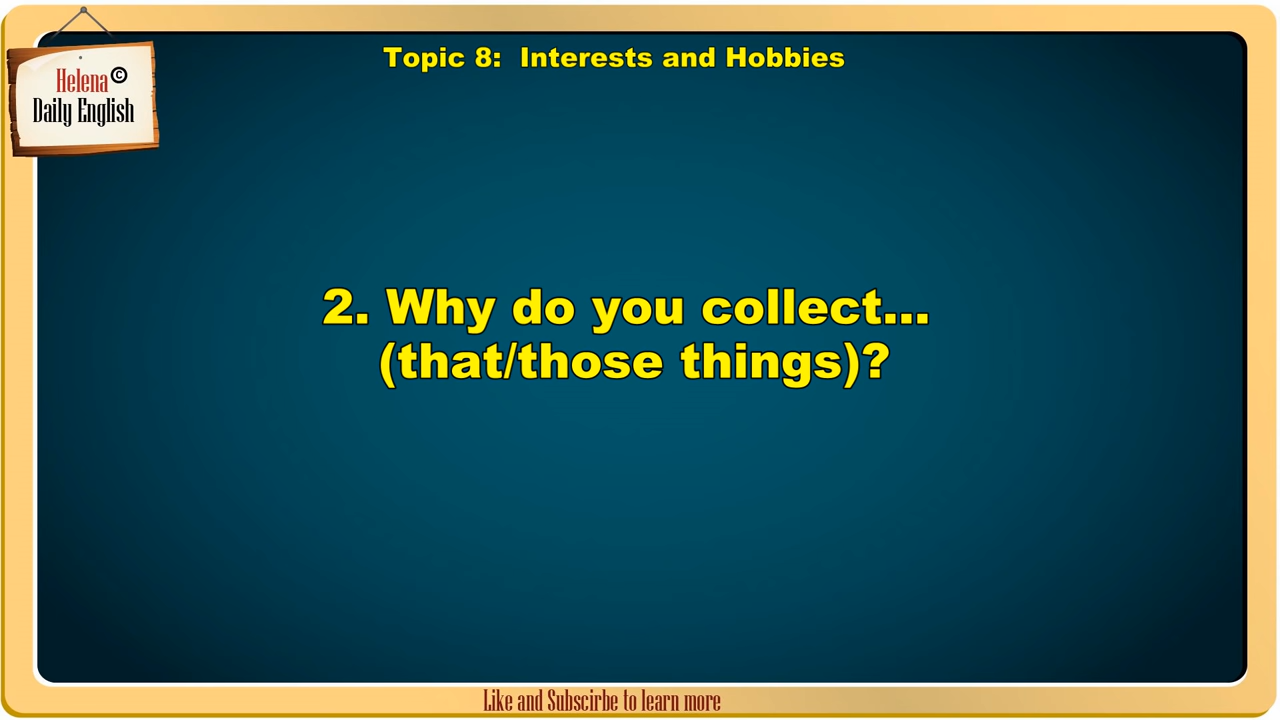 Topic 8:  Interests and Hobbies
Helena©
Daily English
2. Why do you collect...
(that/those things)?
Like and Subscirbe to learn more